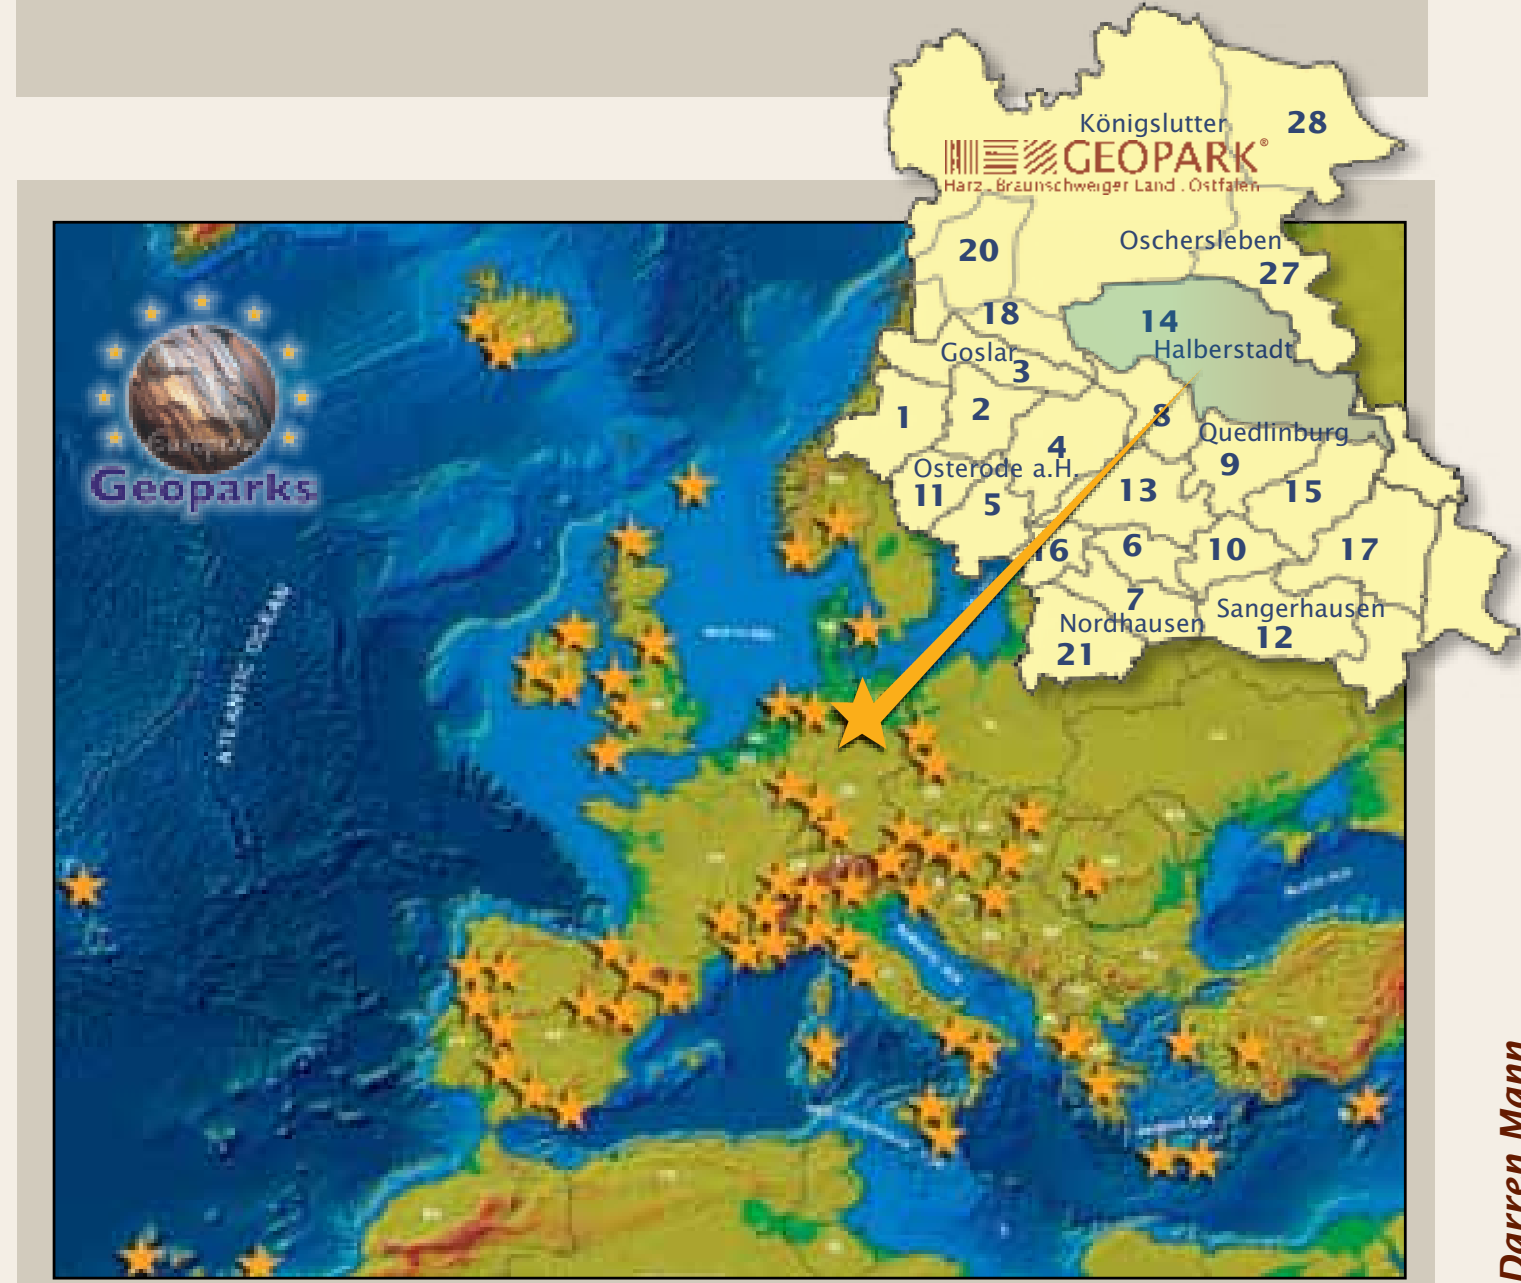 Königslutter
28
GEOPARK®
Harz . Braunschweiger Land . Ostfalen
20
Oschersleben
27
18
14
Goslar
Halberstadt
3
1
2
8
4
Quedlinburg
Osterode a.H.
9
11
5
13
15
16
6
10
17
7
Nordhausen
Sangerhausen
12
21
European
Geoparks
ATLANTIC OCEAN
Darren Mann